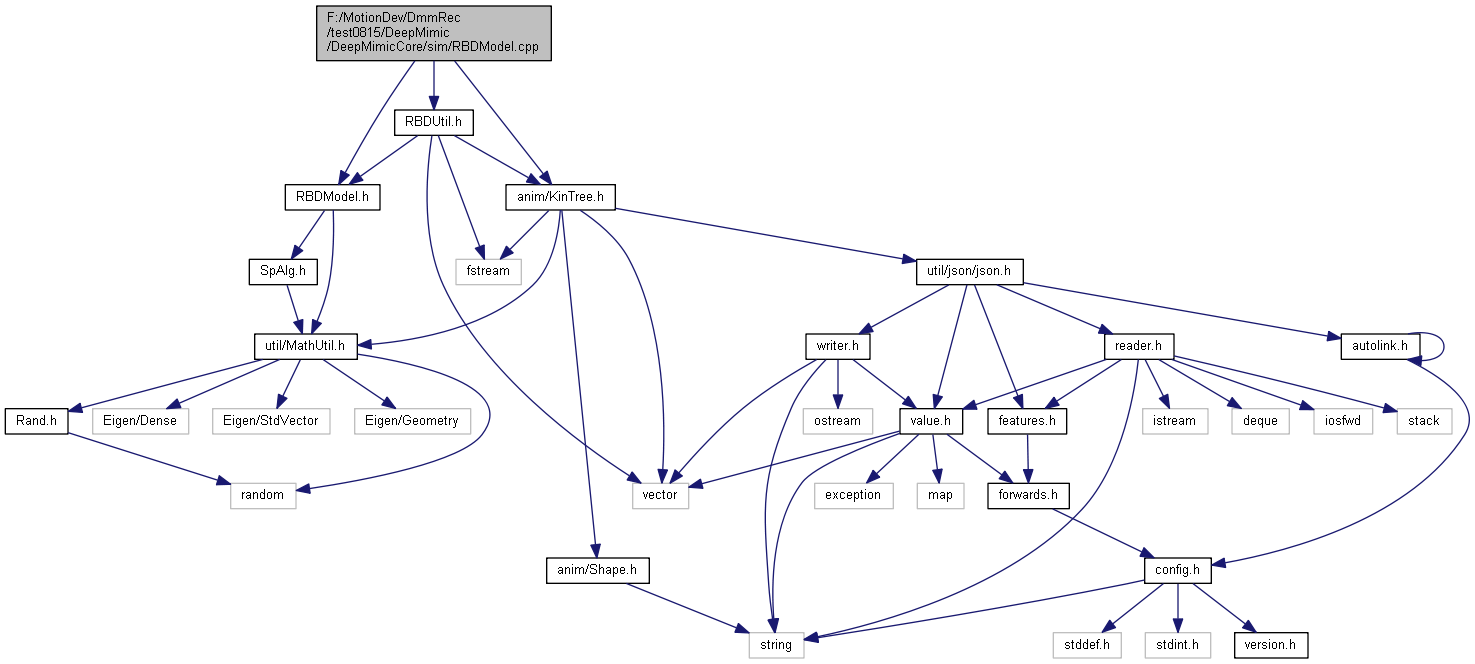 F:/MotionDev/DmmRec
/test0815/DeepMimic
/DeepMimicCore/sim/RBDModel.cpp
RBDUtil.h
RBDModel.h
anim/KinTree.h
SpAlg.h
fstream
util/json/json.h
util/MathUtil.h
writer.h
reader.h
autolink.h
Rand.h
Eigen/Dense
Eigen/StdVector
Eigen/Geometry
ostream
value.h
features.h
istream
deque
iosfwd
stack
random
vector
exception
map
forwards.h
anim/Shape.h
config.h
string
stddef.h
stdint.h
version.h